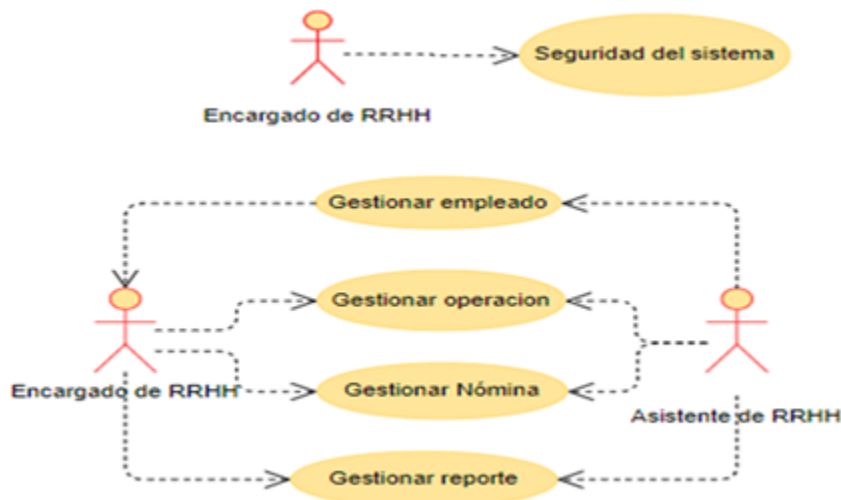 Seguridad del sistema
Encargado de RRHH
Gestionar empleado
Gestionar operacion
Encargado de RRHH
Gestionar Nómina
Asistente de RRHH
Gestionar reporte